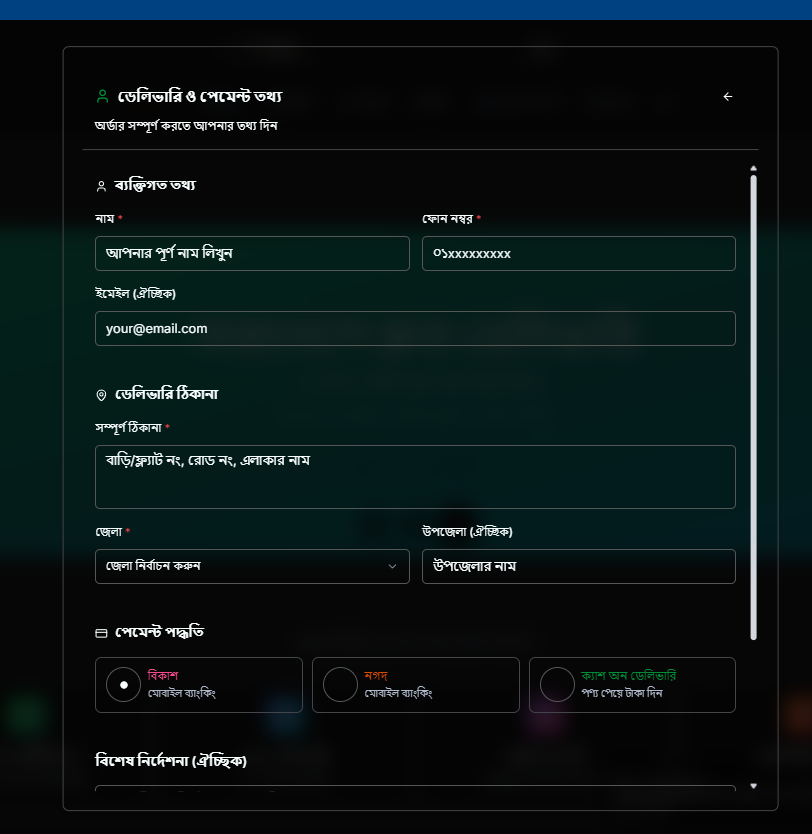 ডেলিভারি ও পেমেন্ট তথ্য
অর্ডার সম্পূর্ণ করতে আপনার তথ্য দিন
ব্যক্তিগত তথ্য
নাম *
ফোন নম্বর *
আপনার পূর্ণ নাম লিখুন
০১xxxxxxxxx
ইমেইল (ঐচ্ছিক)
your@email.com
ডেলিভারি ঠিকানা
সম্পূর্ণ ঠিকানা *
বাড়ি/ফ্ল্যাট নং, রোড নং, এলাকার নাম
জেলা *
উপজেলা (ঐচ্ছিক)
জেলা নির্বাচন করুন
উপজেলার নাম
পেমেন্ট পদ্ধতি
বিকাশ
মোবাইল ব্যাংকিং
নগদ
মোবাইল ব্যাংকিং
ক্যাশ অন ডেলিভারি
পণ্য পেয়ে টাকা দিন
বিশেষ নির্দেশনা (ঐচ্ছিক)